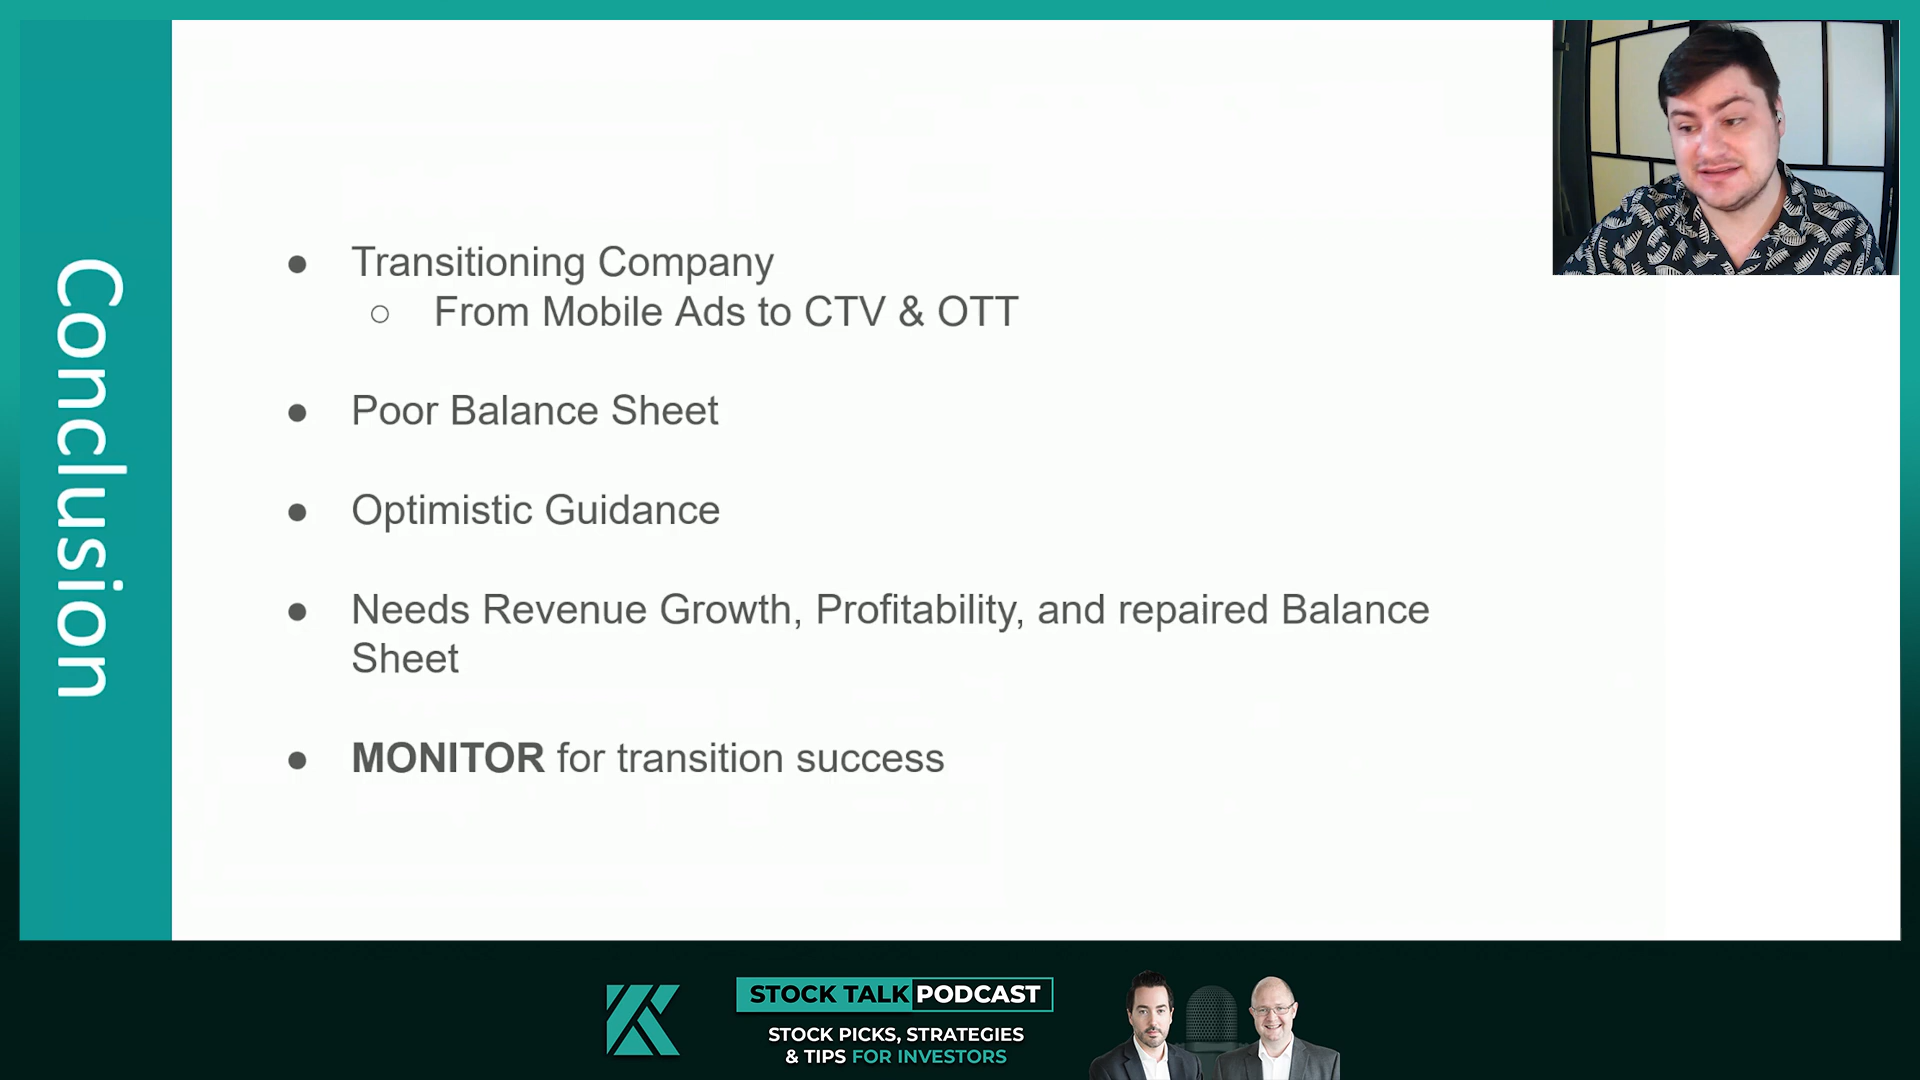 Conclusion
● Transitioning Company
○ From Mobile Ads to CTV & OTT
● Poor Balance Sheet
● Optimistic Guidance
● Needs Revenue Growth, Profitability, and repaired Balance
Sheet
● MONITOR for transition success
STOCK TALK PODCAST
STOCK PICKS, STRATEGIES
& TIPS FOR INVESTORS